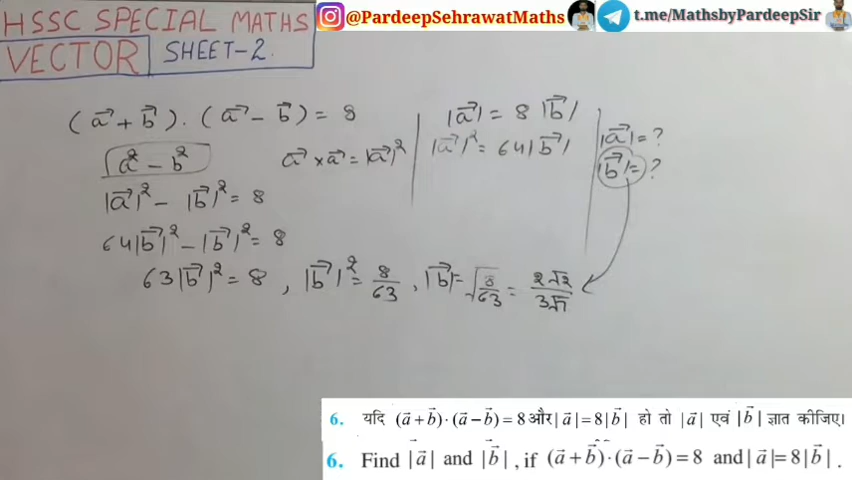 HSSC SPECIAL MATHS
@PardeepSehrawatMaths
t.me/MathsbyPardeepSir
VECTOR SHEET-2.
(a⃗ + b⃗) . (a⃗ - b⃗) = 8
a² - b²
a⃗ × a⃗ = |a⃗|²
|a⃗|² - |b⃗|² = 8
64|b⃗|² - |b⃗|² = 8
63|b⃗|² = 8 , |b⃗|² = 8/63 , |b⃗| = √8/63 = 2√2/3√7
|a⃗| = 8|b⃗|
|a⃗|² = 64|b⃗|
|a⃗| = ?
|b⃗| = ?
6. यदि (a⃗+b⃗)·(a⃗−b⃗)=8 और |a⃗|=8|b⃗| हो तो |a⃗| एवं |b⃗| ज्ञात कीजिए।
6. Find |a⃗| and |b⃗|, if (a⃗+b⃗)·(a⃗−b⃗)=8 and |a⃗|=8|b⃗|.